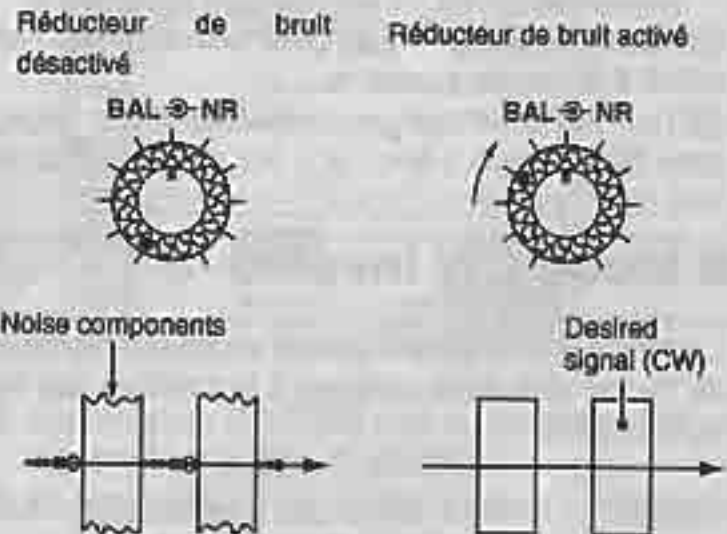 Réducteur de bruit
désactivé
Réducteur de bruit activé
BAL NR
BAL NR
Noise components
Desired
signal (CW)